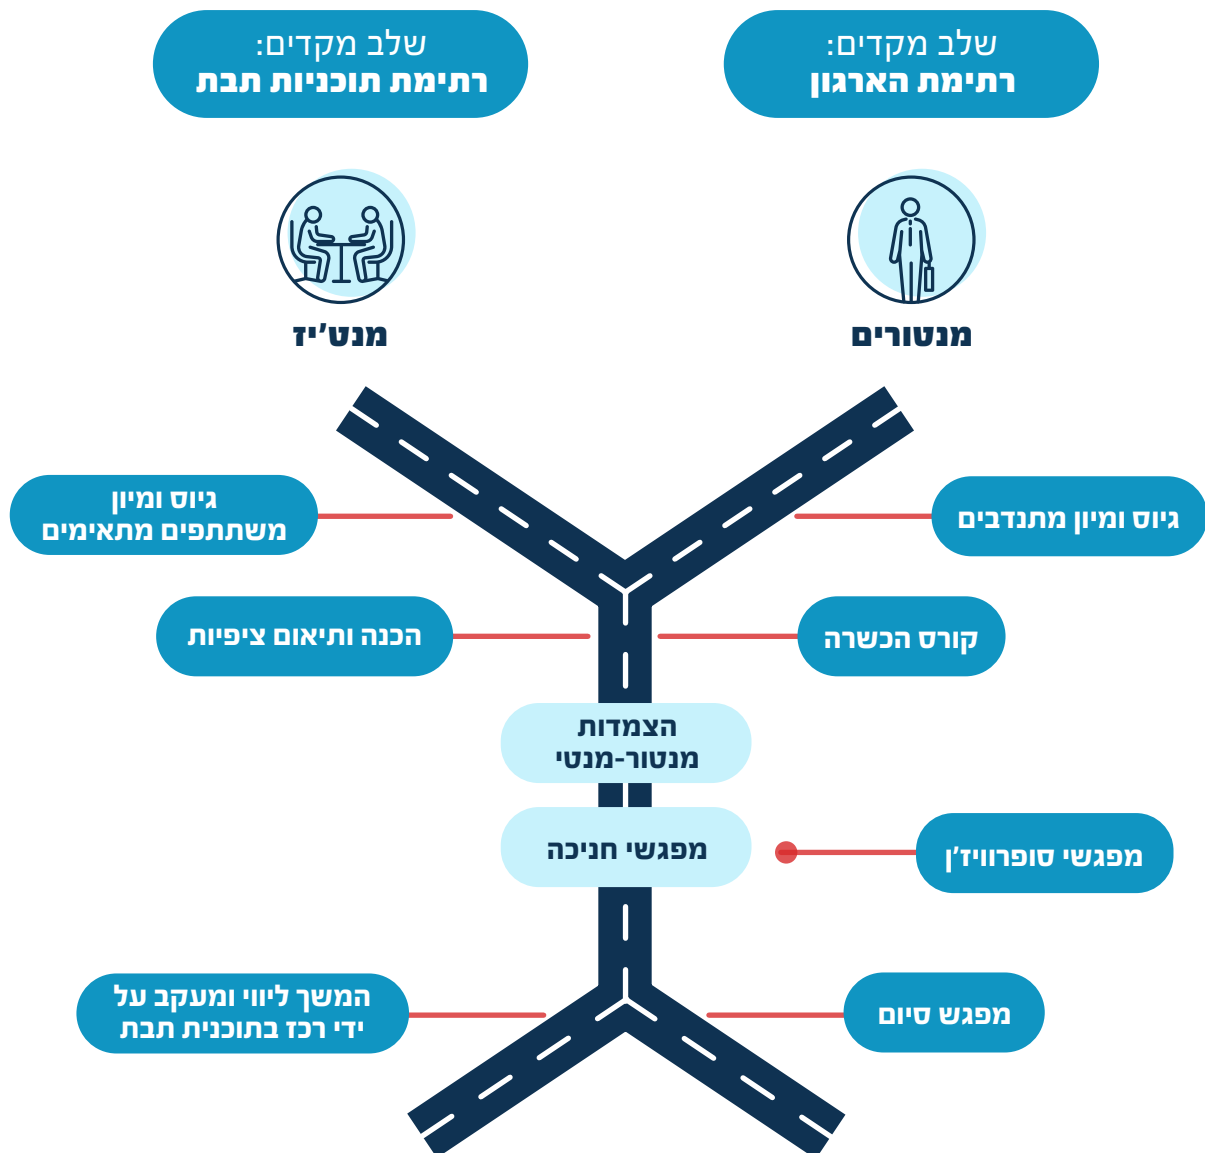 שלב מקדים:
רתימת הארגון
שלב מקדים:
רתימת תוכניות תבת
מנטורים
מנט'יז
גיוס ומיון מתנדבים
גיוס ומיון
משתתפים מתאימים
קורס הכשרה
הכנה ותיאום ציפיות
הצמדות
מנטור-מנטי
מפגשי חניכה
מפגשי סופרוויז'ן
מפגש סיום
המשך ליווי ומעקב על
ידי רכז בתוכנית תבת